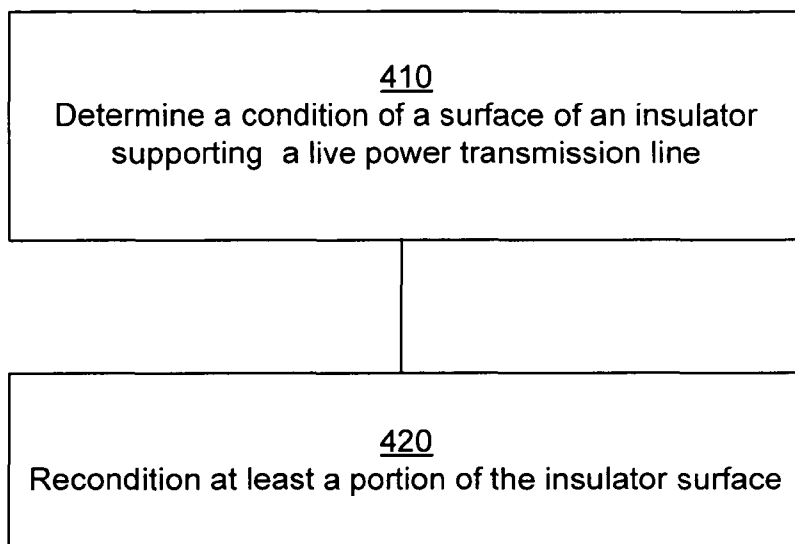 410
Determine a condition of a surface of an insulator
supporting a live power transmission line
420
Recondition at least a portion of the insulator surface